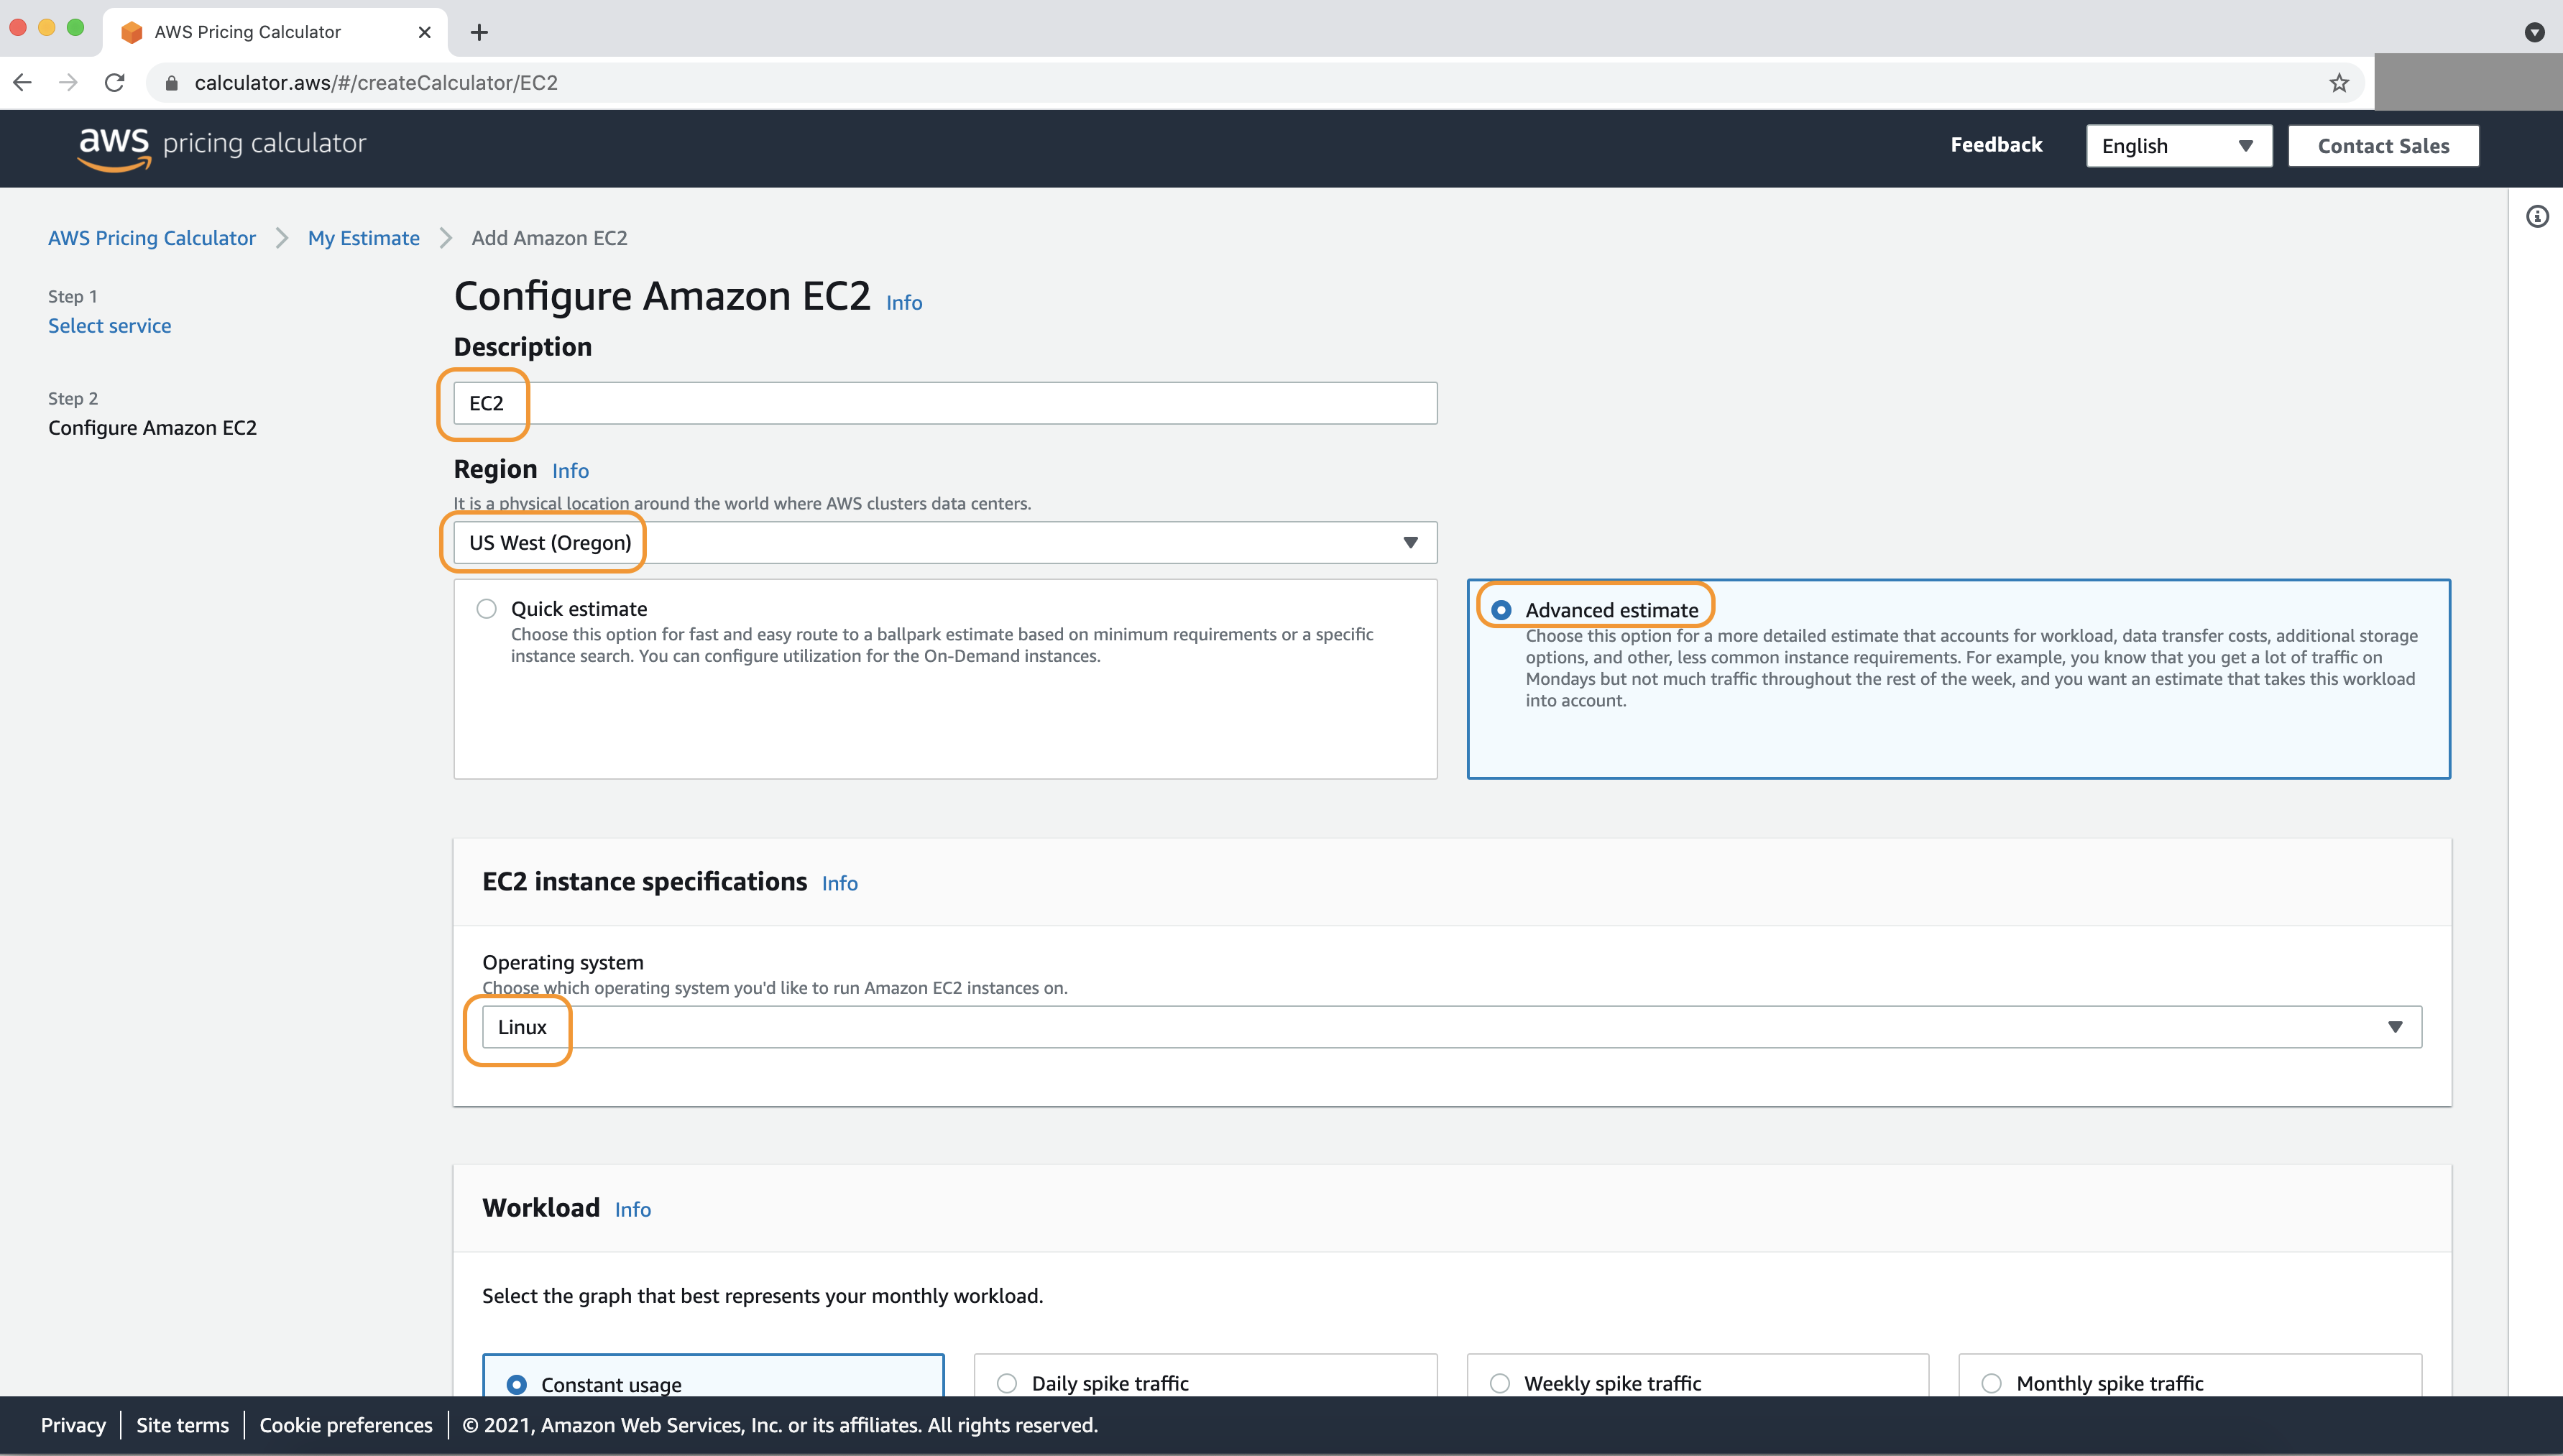 AWS Pricing Calculator
calculator.aws/#/createCalculator/EC2
aws pricing calculator
Feedback
English
Contact Sales
AWS Pricing Calculator
My Estimate
Add Amazon EC2
Step 1
Select service
Step 2
Configure Amazon EC2
Configure Amazon EC2 Info
Description
EC2
Region Info
It is a physical location around the world where AWS clusters data centers.
US West (Oregon)
Quick estimate
Choose this option for fast and easy route to a ballpark estimate based on minimum requirements or a specific
instance search. You can configure utilization for the On-Demand instances.
Advanced estimate
Choose this option for a more detailed estimate that accounts for workload, data transfer costs, additional storage
options, and other, less common instance requirements. For example, you know that you get a lot of traffic on
Mondays but not much traffic throughout the rest of the week, and you want an estimate that takes this workload
into account.
EC2 instance specifications Info
Operating system
Choose which operating system you'd like to run Amazon EC2 instances on.
Linux
Workload Info
Select the graph that best represents your monthly workload.
Constant usage
Daily spike traffic
Weekly spike traffic
Monthly spike traffic
Privacy
Site terms
Cookie preferences
© 2021, Amazon Web Services, Inc. or its affiliates. All rights reserved.